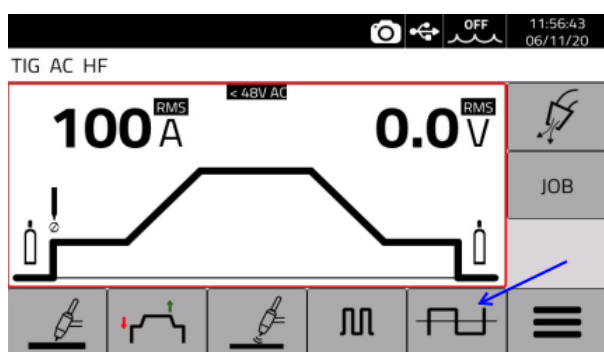 OFF
11:56:43
06/11/20
TIG AC HF
< 48V AC
100 RMS A
0.0 RMS V
JOB